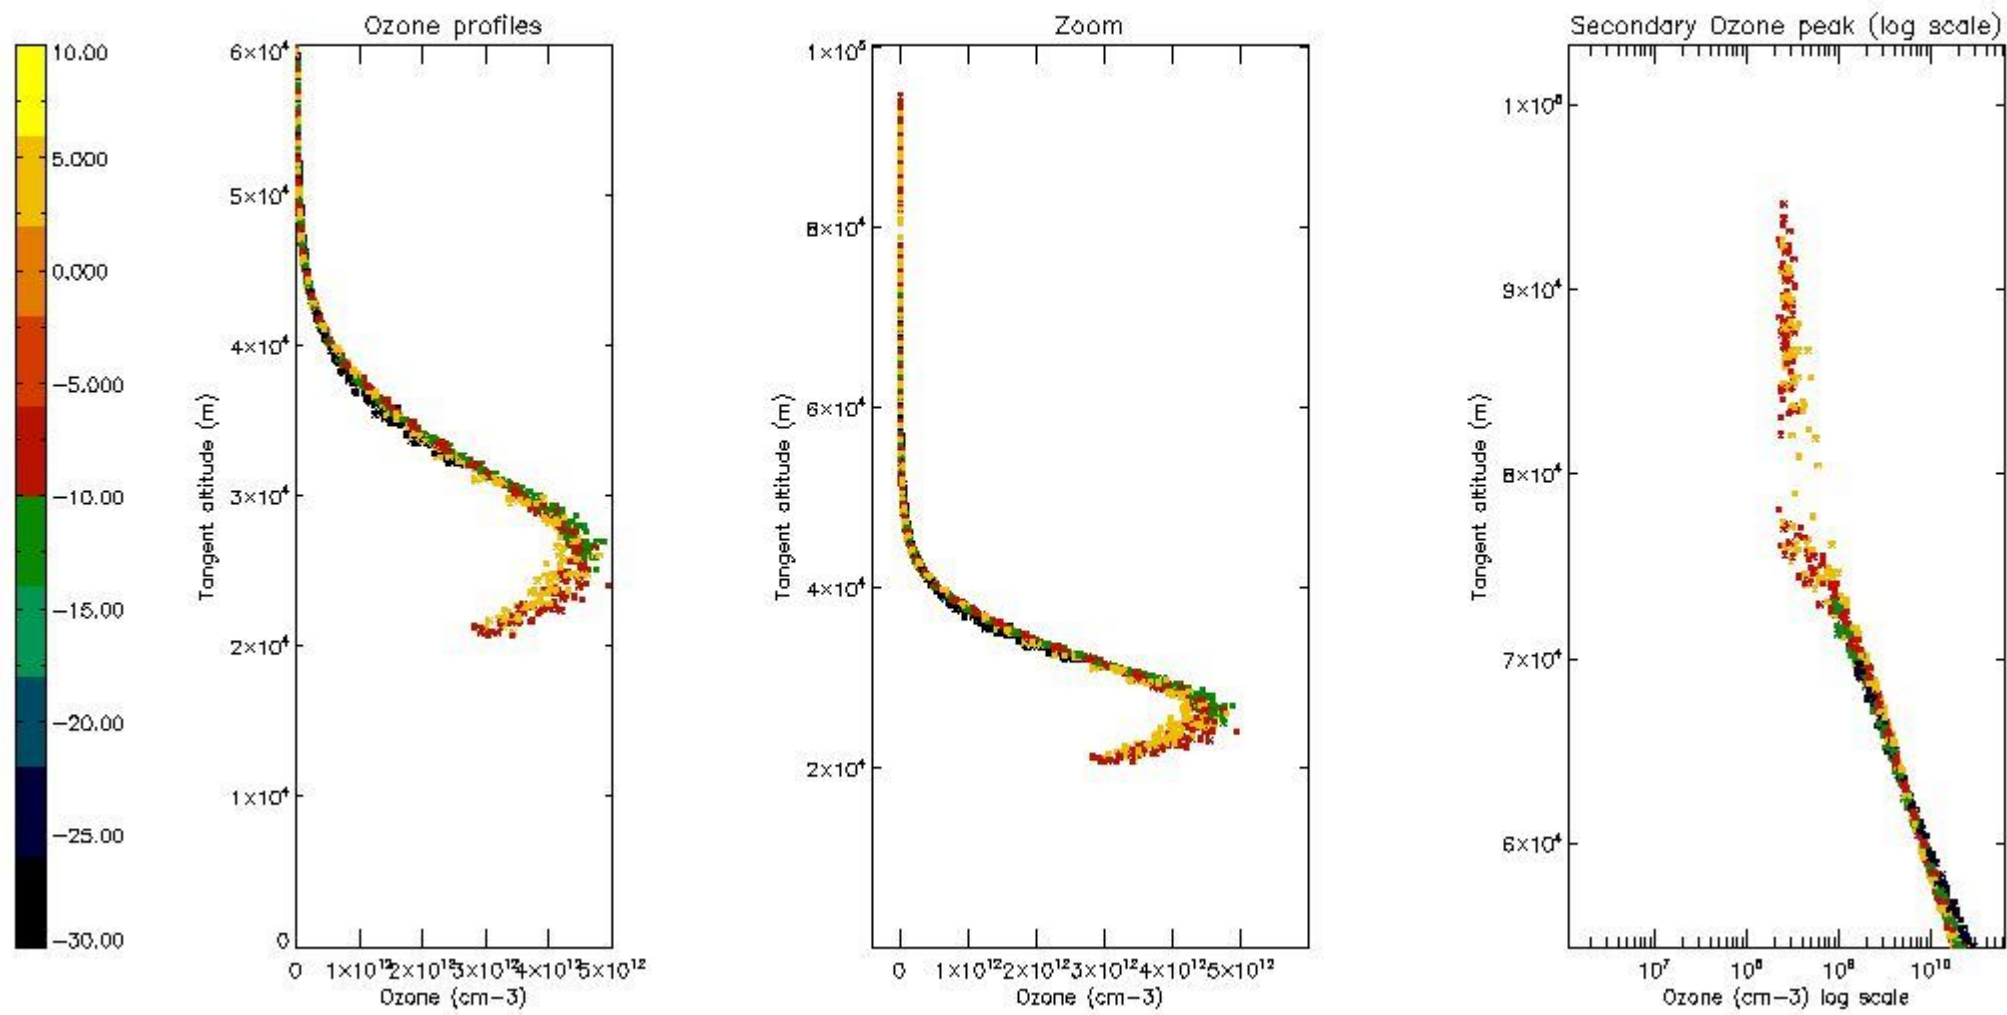 Ozone profiles
Zoom
Secondary Ozone peak (log scale)
10.00
5.000
0.000
−5.000
−10.00
−15.00
−20.00
−25.00
−30.00
6×10⁴
5×10⁴
4×10⁴
3×10⁴
2×10⁴
1×10⁴
0
Tangent altitude (m)
0 1×10¹² 2×10¹² 3×10¹² 4×10¹² 5×10¹²
Ozone (cm−3)
1×10⁵
8×10⁴
6×10⁴
4×10⁴
2×10⁴
Tangent altitude (m)
0 1×10¹² 2×10¹² 3×10¹² 4×10¹² 5×10¹²
Ozone (cm−3)
1×10⁵
9×10⁴
8×10⁴
7×10⁴
6×10⁴
Tangent altitude (m)
10⁷ 10⁸ 10⁹ 10¹⁰
Ozone (cm−3) log scale